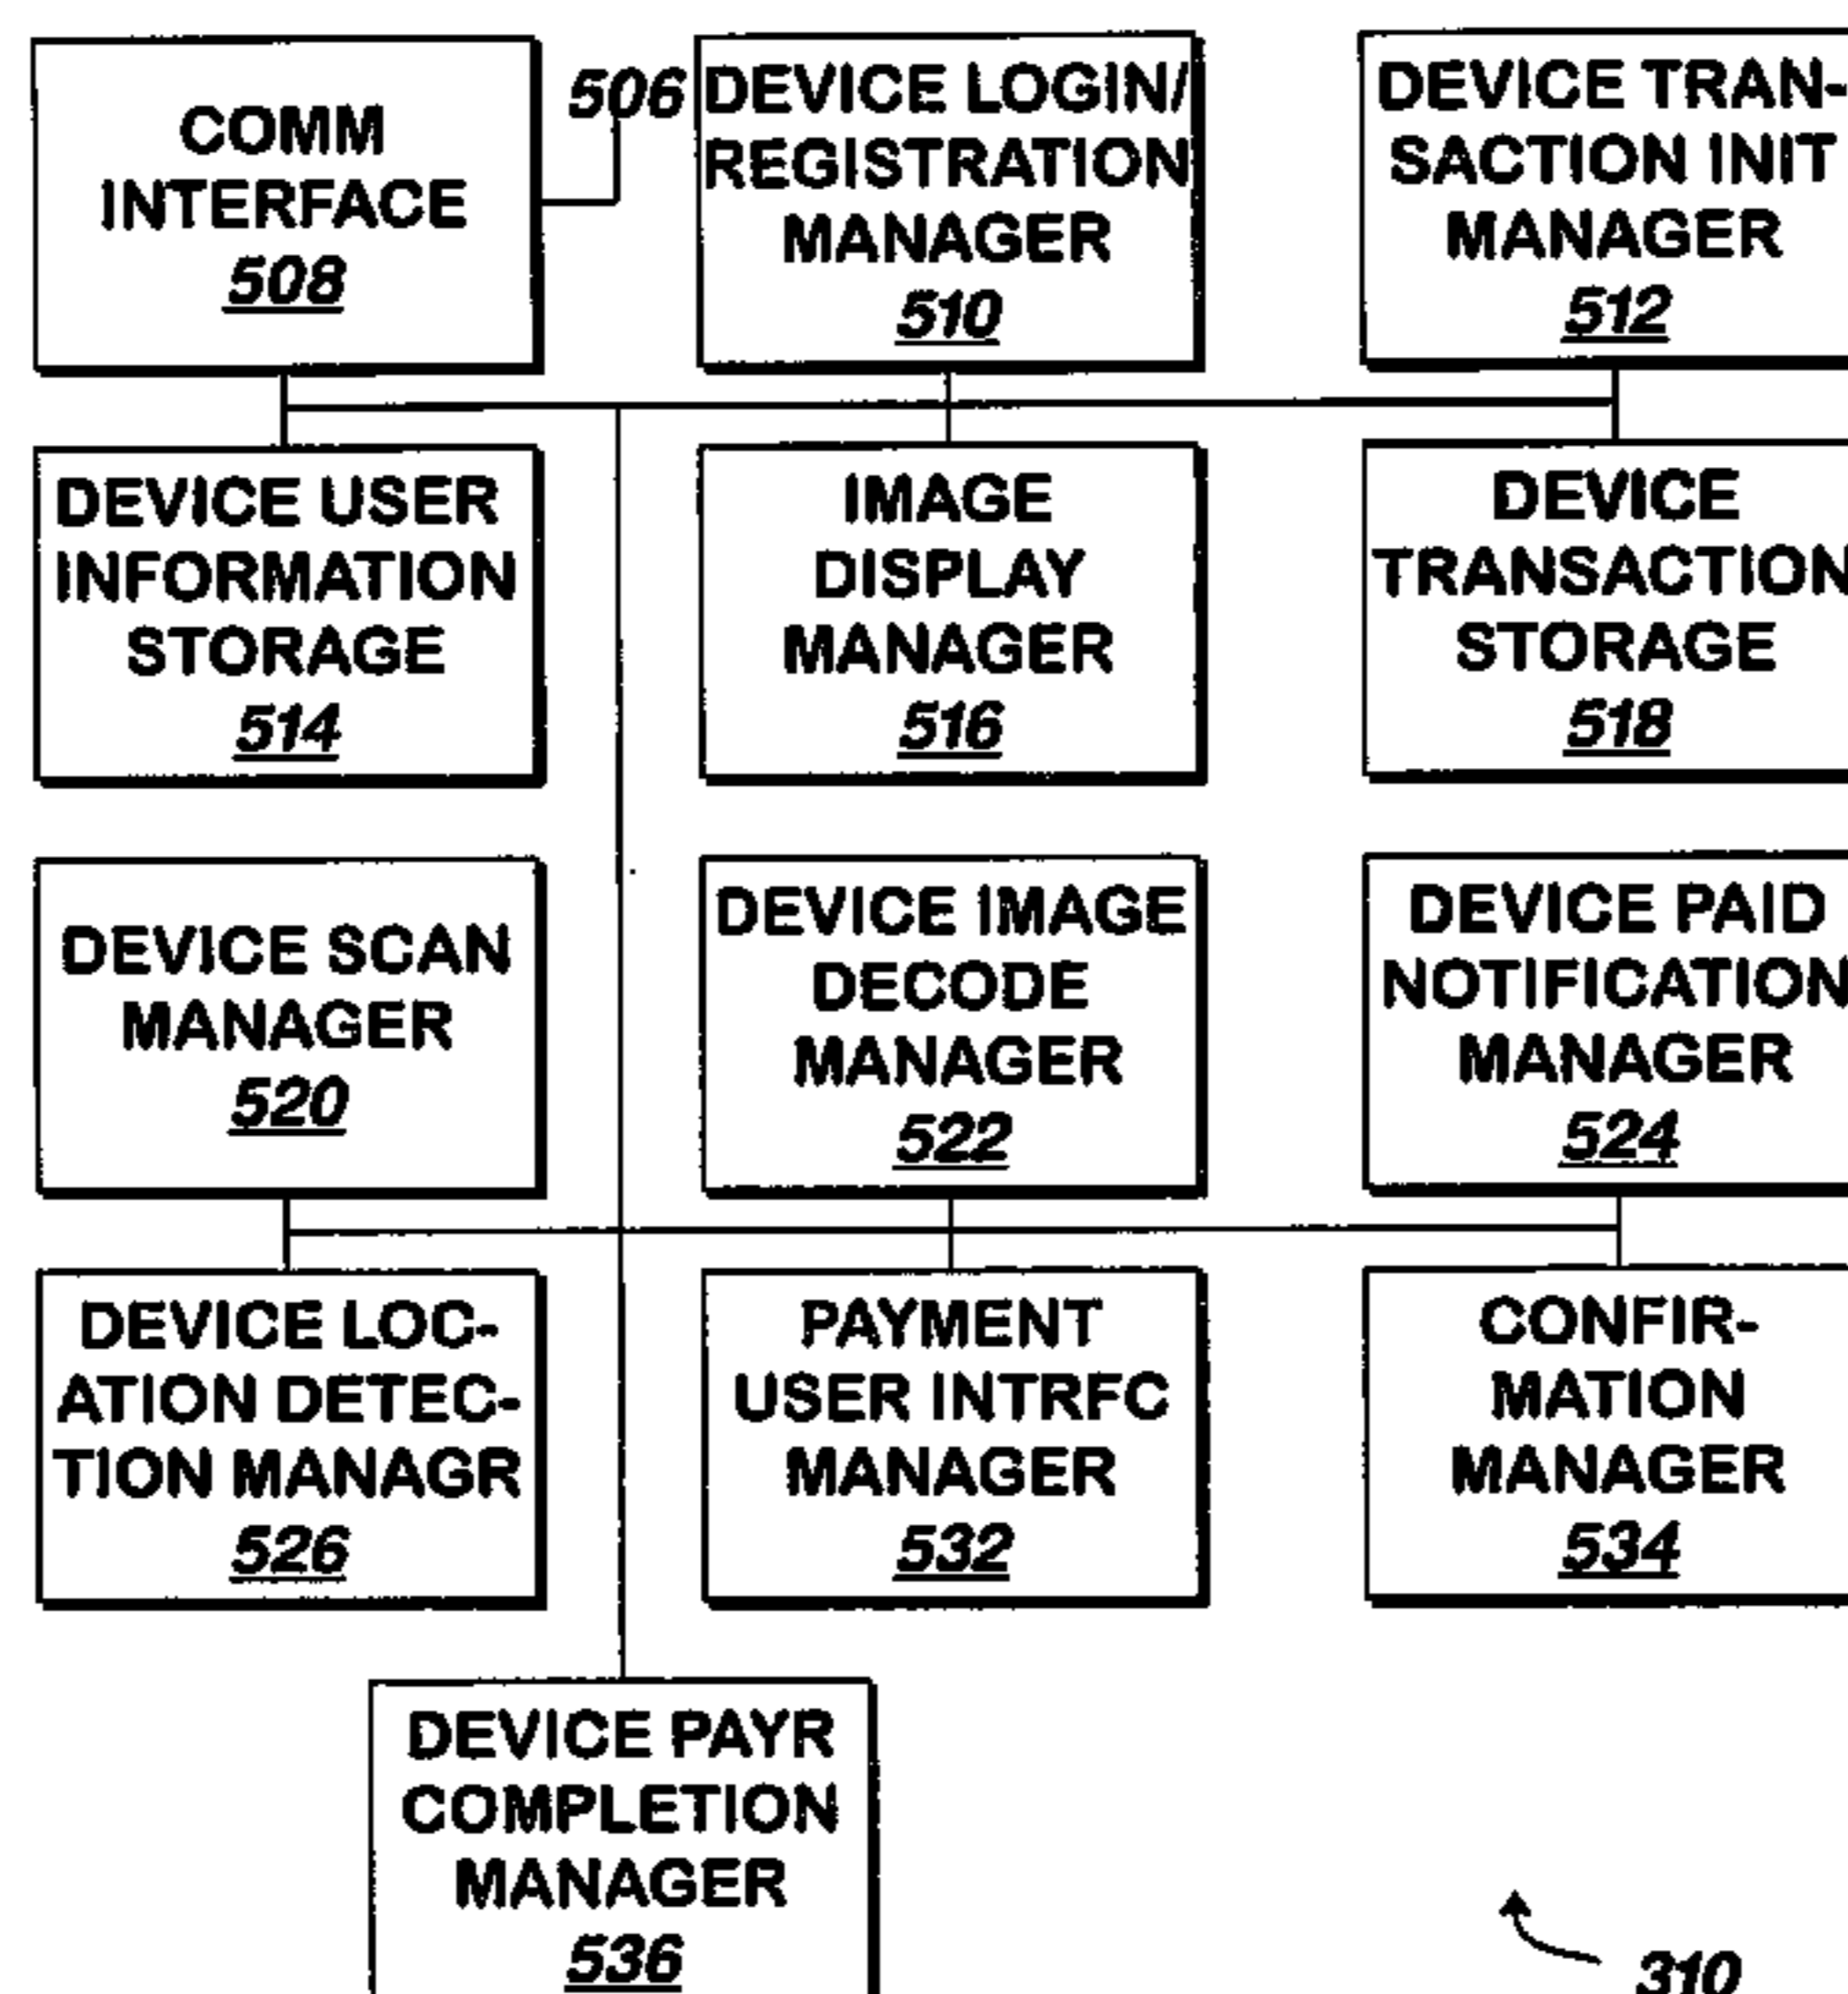 COMM
INTERFACE
508
506
DEVICE LOGIN/
REGISTRATION
MANAGER
510
DEVICE TRAN-
SACTION INIT
MANAGER
512
DEVICE USER
INFORMATION
STORAGE
514
IMAGE
DISPLAY
MANAGER
516
DEVICE
TRANSACTION
STORAGE
518
DEVICE SCAN
MANAGER
520
DEVICE IMAGE
DECODE
MANAGER
522
DEVICE PAID
NOTIFICATION
MANAGER
524
DEVICE LOC-
ATION DETEC-
TION MANAGR
526
PAYMENT
USER INTRFC
MANAGER
532
CONFIR-
MATION
MANAGER
534
DEVICE PAYR
COMPLETION
MANAGER
536
310